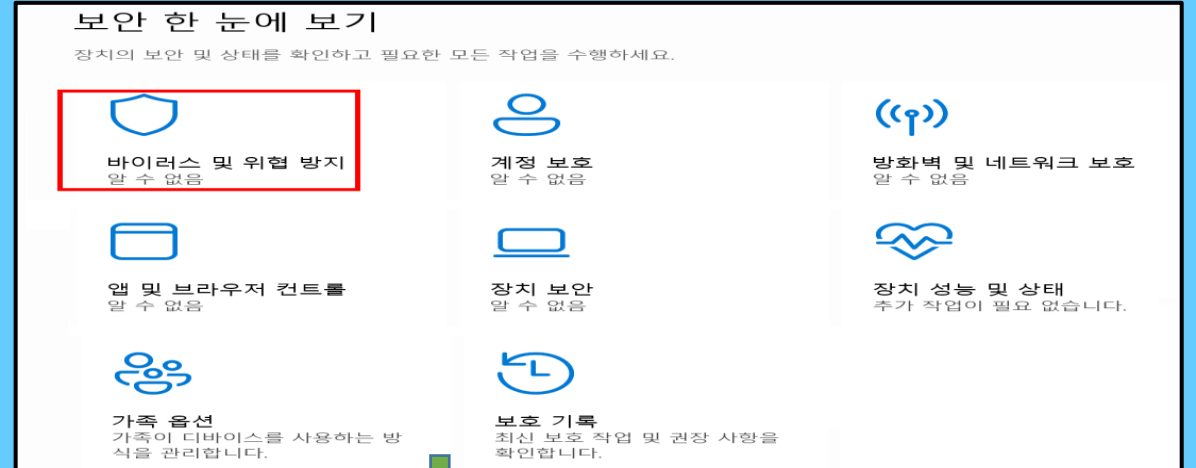 보안 한 눈에 보기
장치의 보안 및 상태를 확인하고 필요한 모든 작업을 수행하세요.
바이러스 및 위협 방지
알 수 없음
계정 보호
알 수 없음
방화벽 및 네트워크 보호
알 수 없음
앱 및 브라우저 컨트롤
알 수 없음
장치 보안
알 수 없음
장치 성능 및 상태
추가 작업이 필요 없습니다.
가족 옵션
가족이 디바이스를 사용하는 방
식을 관리합니다.
보호 기록
최신 보호 작업 및 권장 사항을
확인합니다.